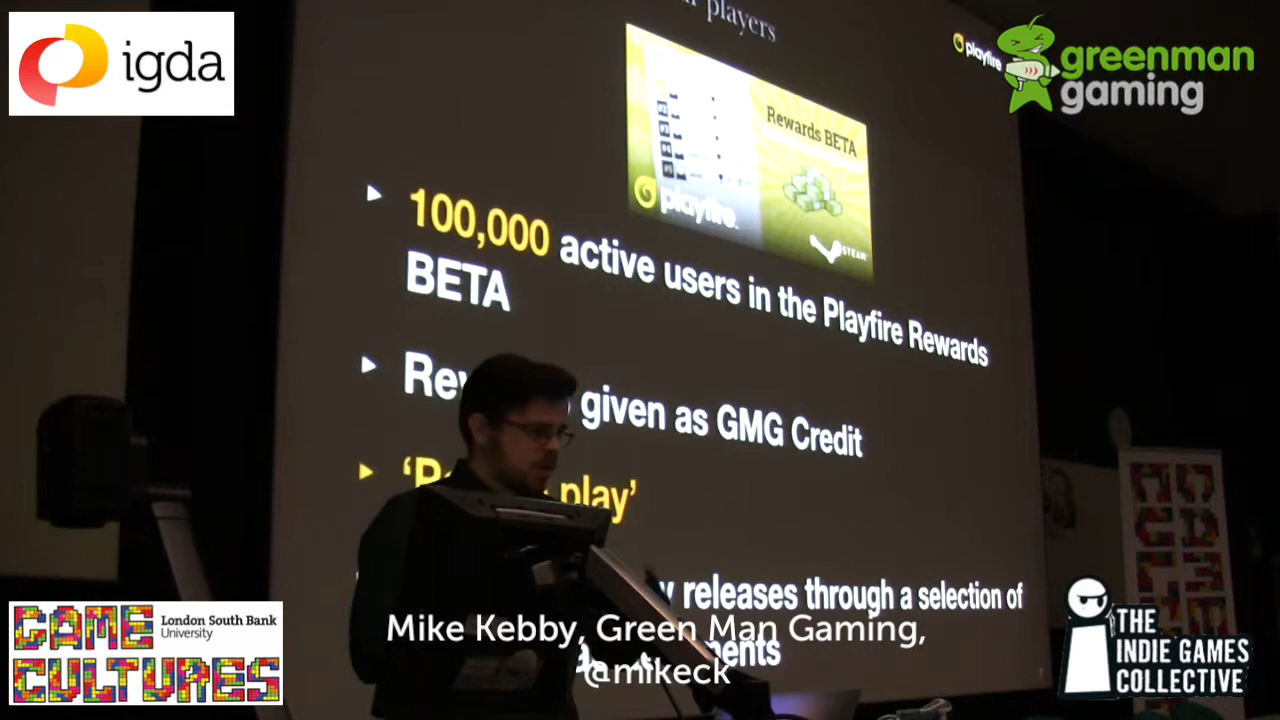 igda
players
playfire
greenman
gaming
Rewards BETA
playfire.
STEAM
100,000 active users in the Playfire Rewards
BETA
given as GMG Credit
play’
releases through a selection of
Mike Kebby, Green Man Gaming,
@mikeck
GAME
CULTURES
London South Bank
University
THE
INDIE GAMES
COLLECTIVE